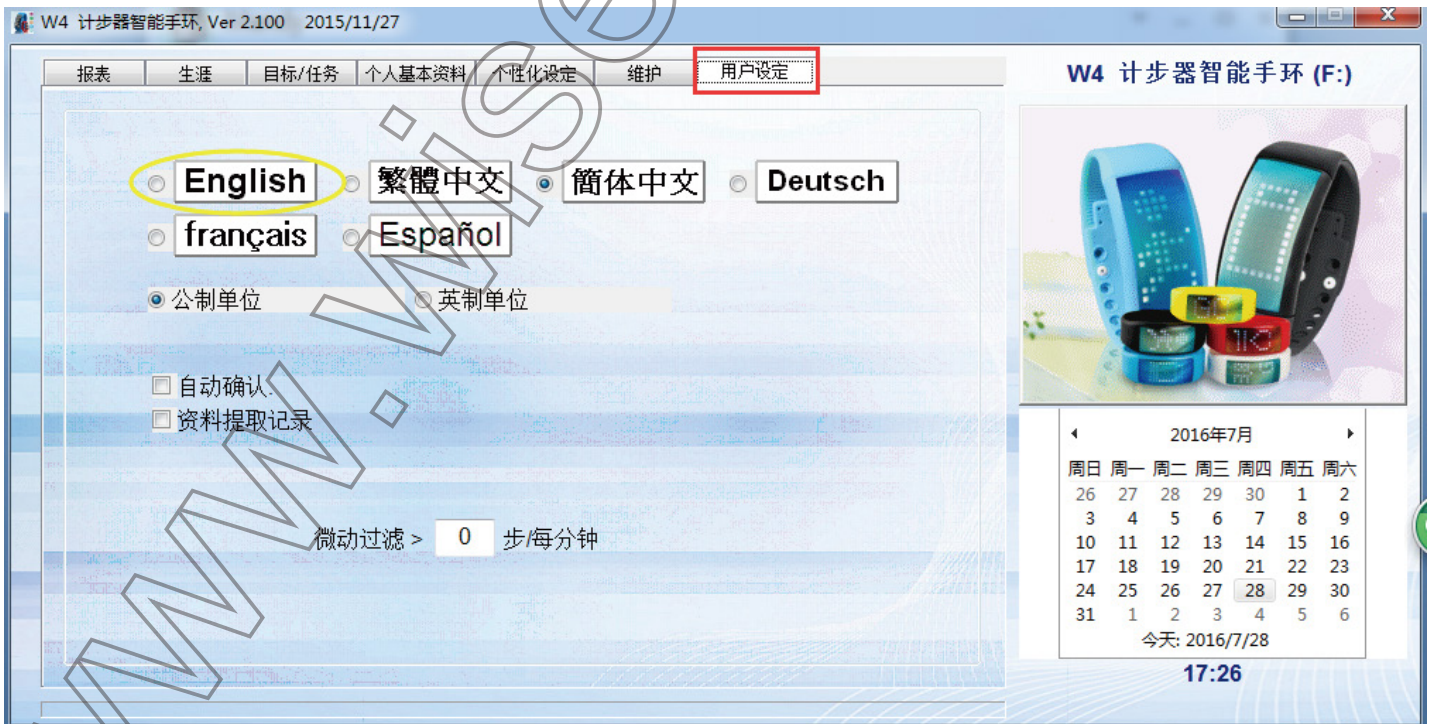 W4 计步器智能手环, Ver 2.100 2015/11/27
报表 生涯 目标/任务 个人基本资料 个性化设定 维护 用户设定
W4 计步器智能手环 (F:)
English 繁體中文 簡体中文 Deutsch
français Español
公制单位 英制单位
自动确认.
资料提取记录
微动过滤 > 0 步/每分钟
2016年7月
周日 周一 周二 周三 周四 周五 周六
26 27 28 29 30 1 2
3 4 5 6 7 8 9
10 11 12 13 14 15 16
17 18 19 20 21 22 23
24 25 26 27 28 29 30
31 1 2 3 4 5 6
今天: 2016/7/28
17:26
www.wise